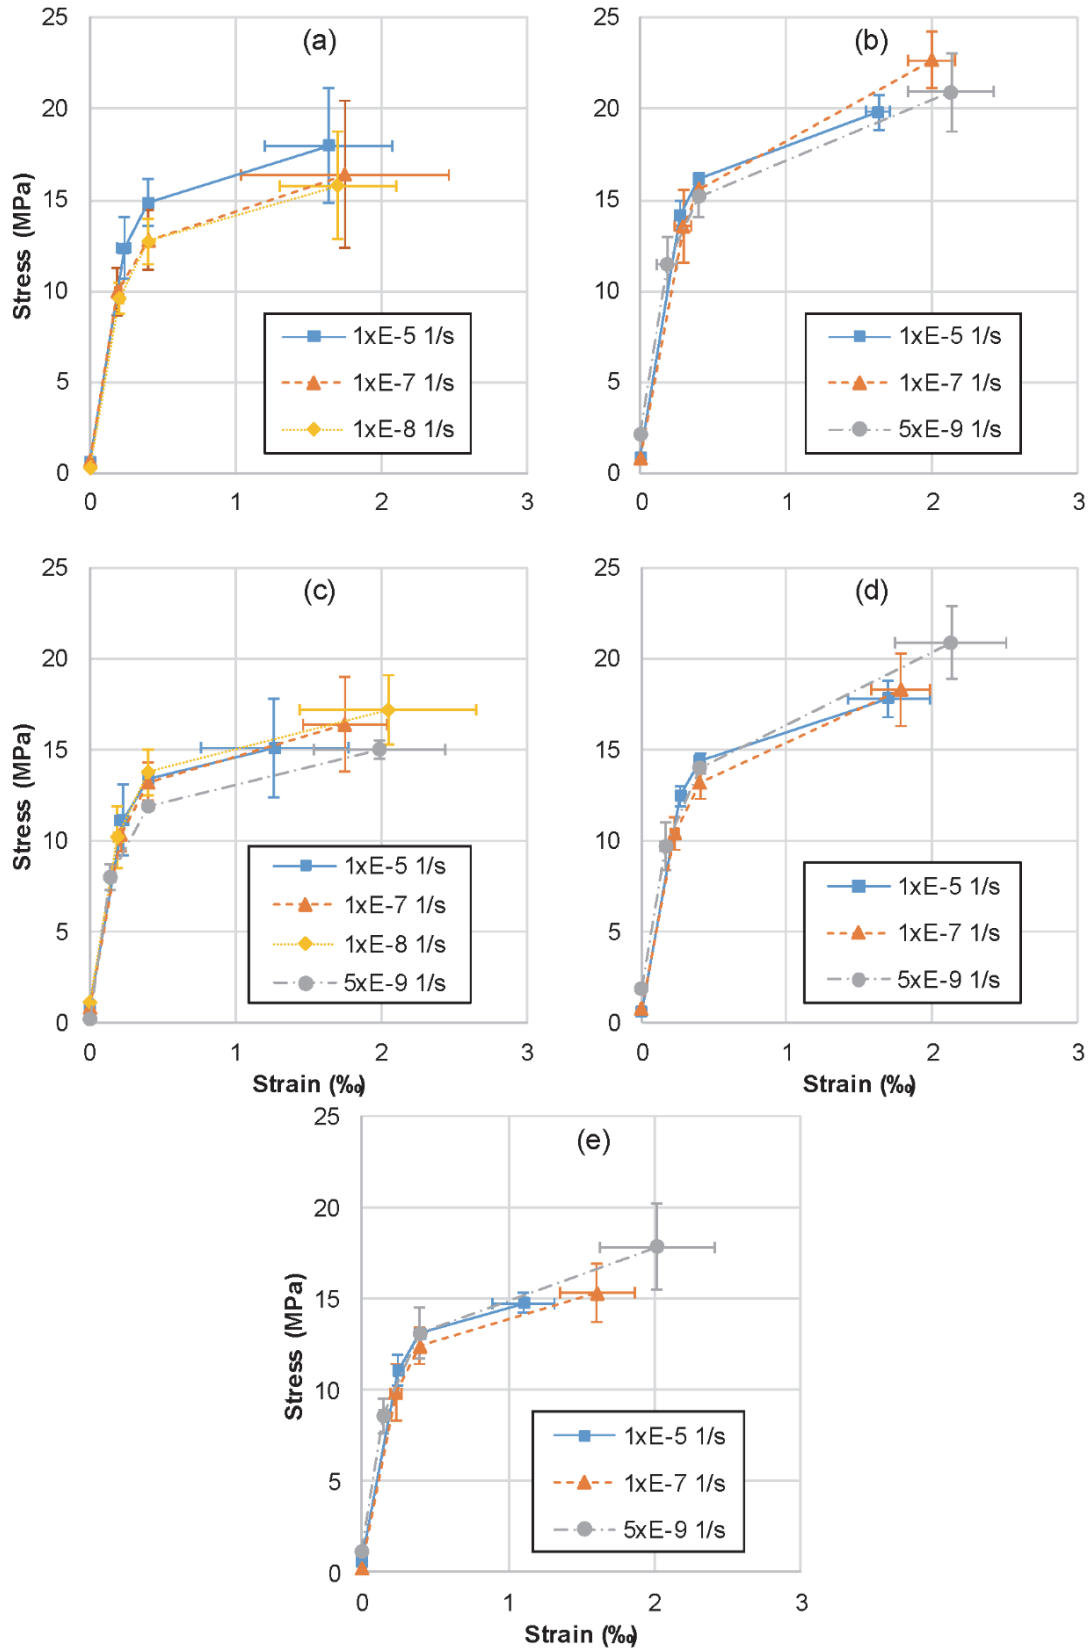 (a)
25
20
15
10
5
0
Stress (MPa)
1xE-5 1/s
1xE-7 1/s
1xE-8 1/s
0 1 2 3
(b)
25
20
15
10
5
0
1xE-5 1/s
1xE-7 1/s
5xE-9 1/s
0 1 2 3
(c)
25
20
15
10
5
0
Stress (MPa)
1xE-5 1/s
1xE-7 1/s
1xE-8 1/s
5xE-9 1/s
0 1 2 3
Strain (‰)
(d)
25
20
15
10
5
0
1xE-5 1/s
1xE-7 1/s
5xE-9 1/s
0 1 2 3
Strain (‰)
(e)
25
20
15
10
5
0
Stress (MPa)
1xE-5 1/s
1xE-7 1/s
5xE-9 1/s
0 1 2 3
Strain (‰)